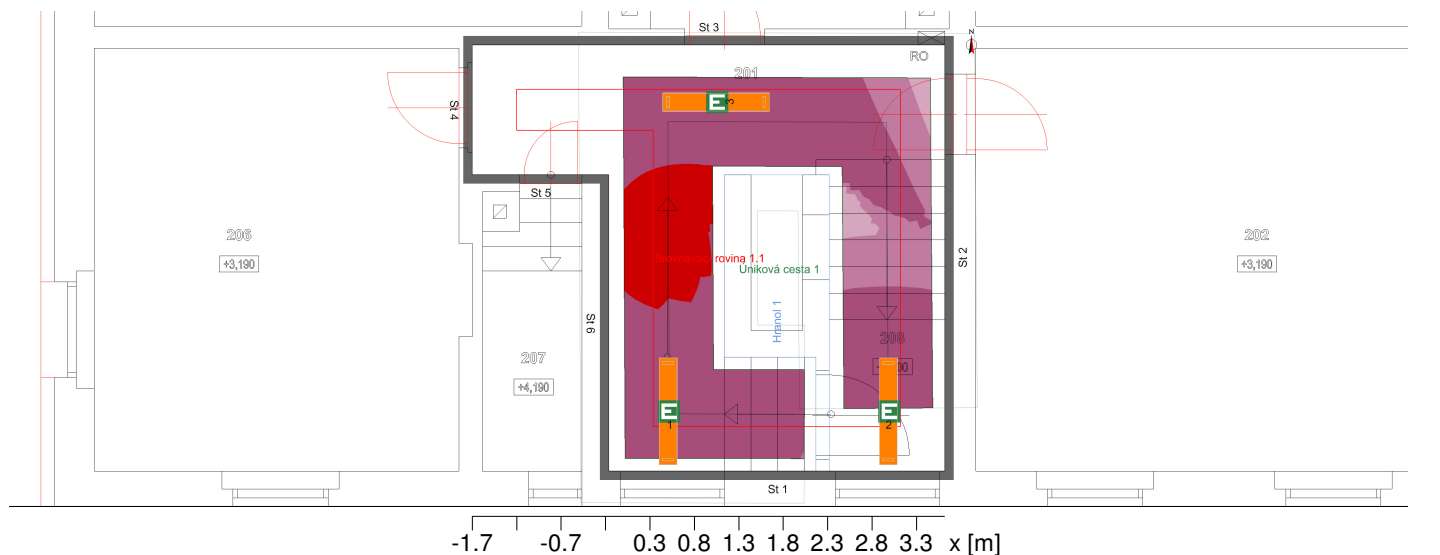 St 3
N
RO
201
E
3
St 4
St 5
206
+3,190
Srovnávací rovina 1.1
Úniková cesta 1
St 2
202
+3,190
Hranol 1
St 6
207
+4,190
208
E
1
E
2
St 1
-1.7 -0.7 0.3 0.8 1.3 1.8 2.3 2.8 3.3 x [m]